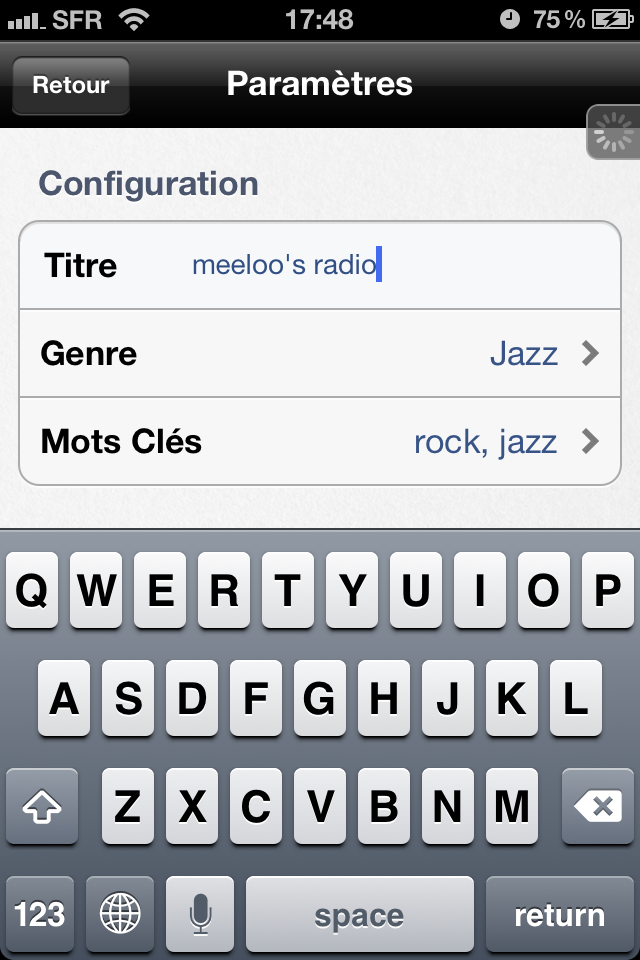 SFR 17:48 75 %
Retour Paramètres
Configuration
Titre meeloo's radio
Genre Jazz
Mots Clés rock, jazz
Q W E R T Y U I O P
A S D F G H J K L
Z X C V B N M
123 space return